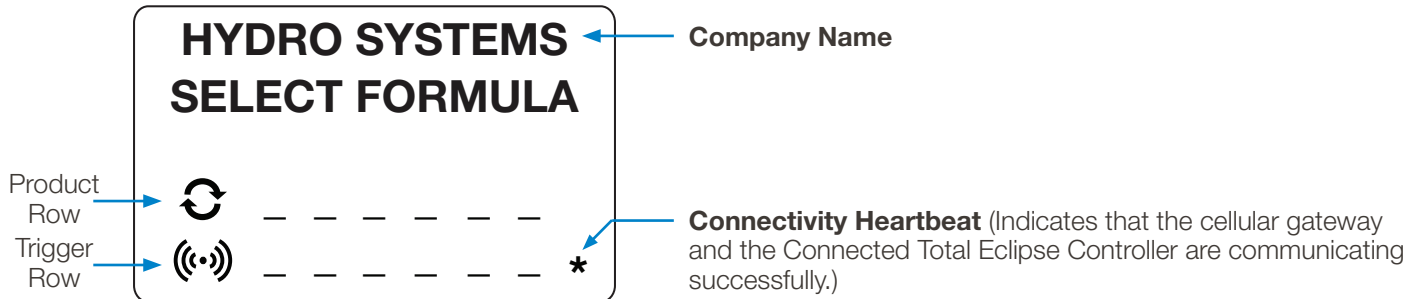 HYDRO SYSTEMS
Company Name
SELECT FORMULA
Product
Row
_ _ _ _ _ _
Trigger
Row
_ _ _ _ _ _ *
Connectivity Heartbeat (Indicates that the cellular gateway
and the Connected Total Eclipse Controller are communicating
successfully.)